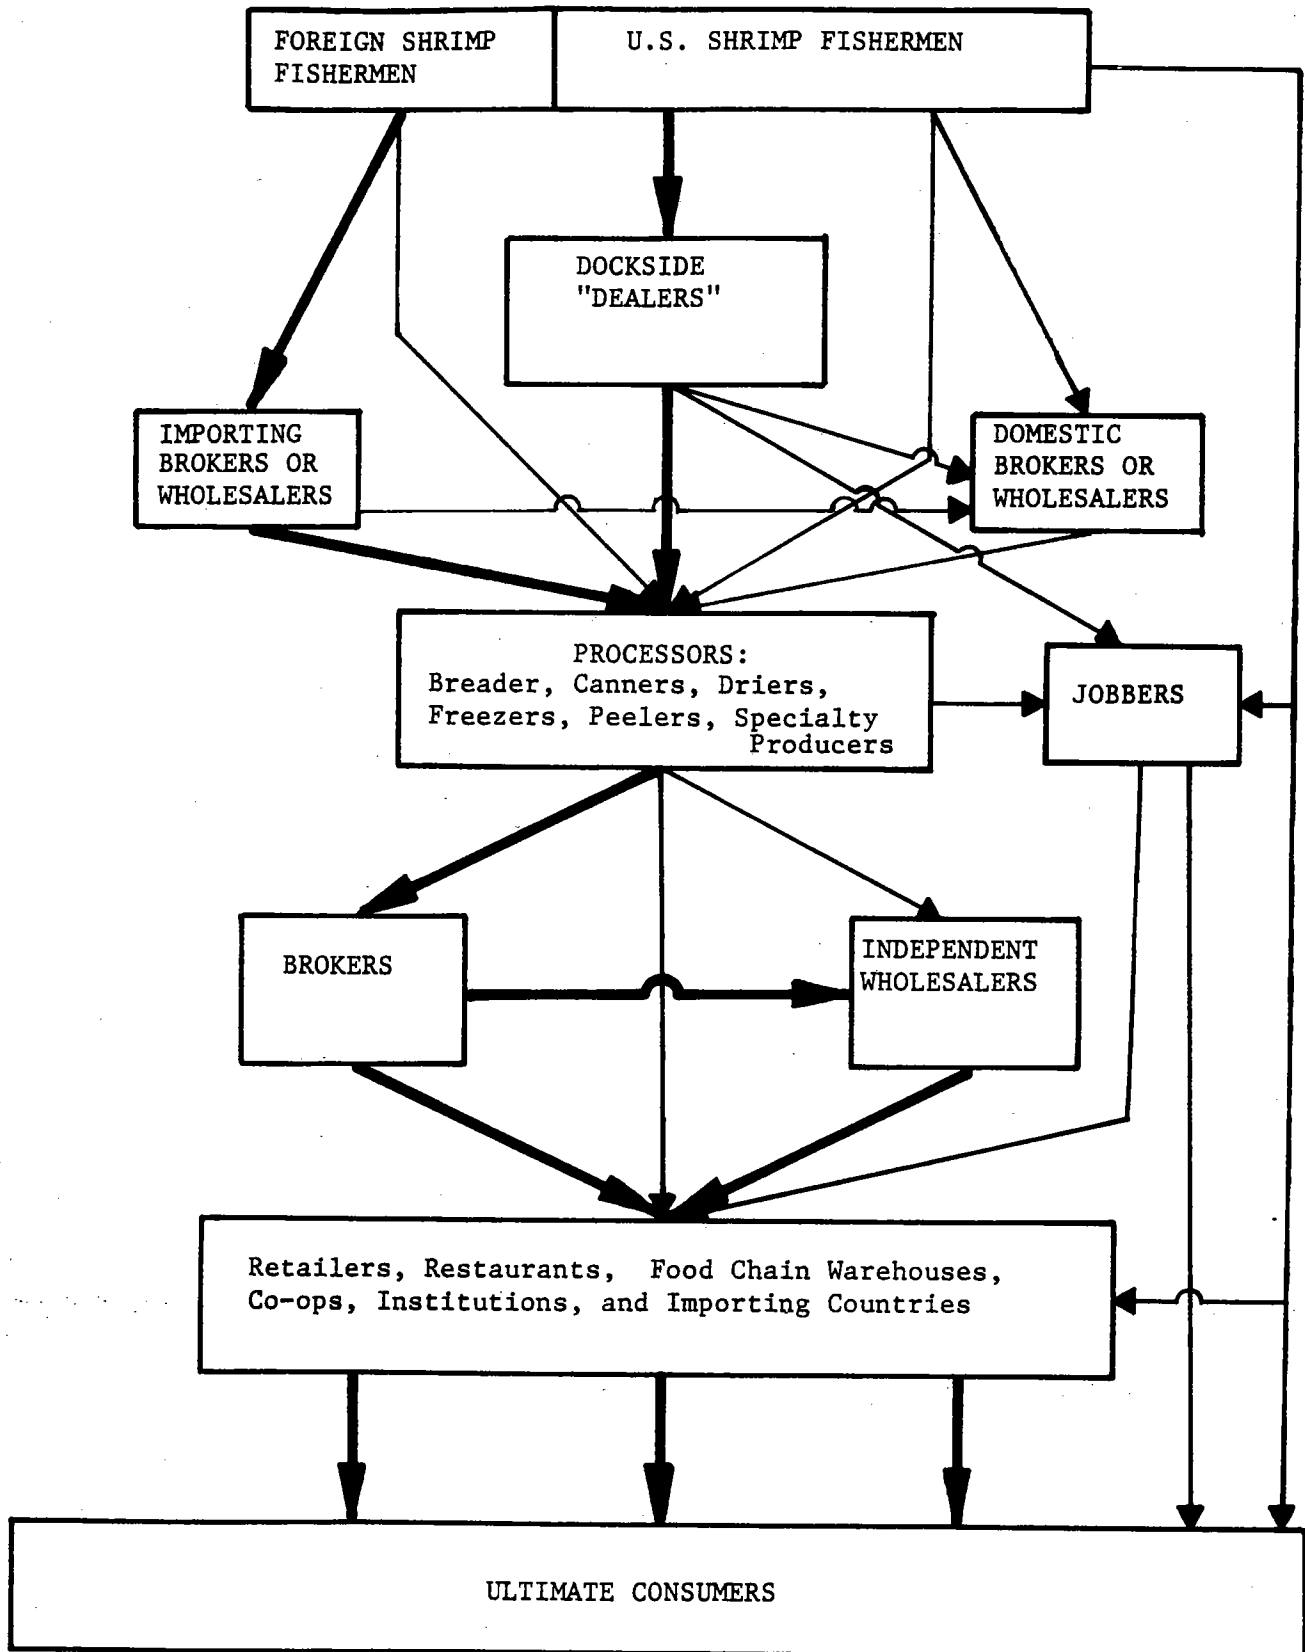 FOREIGN SHRIMP
FISHERMEN
U.S. SHRIMP FISHERMEN
DOCKSIDE
"DEALERS"
IMPORTING
BROKERS OR
WHOLESALERS
DOMESTIC
BROKERS OR
WHOLESALERS
PROCESSORS:
Breader, Canners, Driers,
Freezers, Peelers, Specialty
Producers
JOBBERS
BROKERS
INDEPENDENT
WHOLESALERS
Retailers, Restaurants, Food Chain Warehouses,
Co-ops, Institutions, and Importing Countries
ULTIMATE CONSUMERS